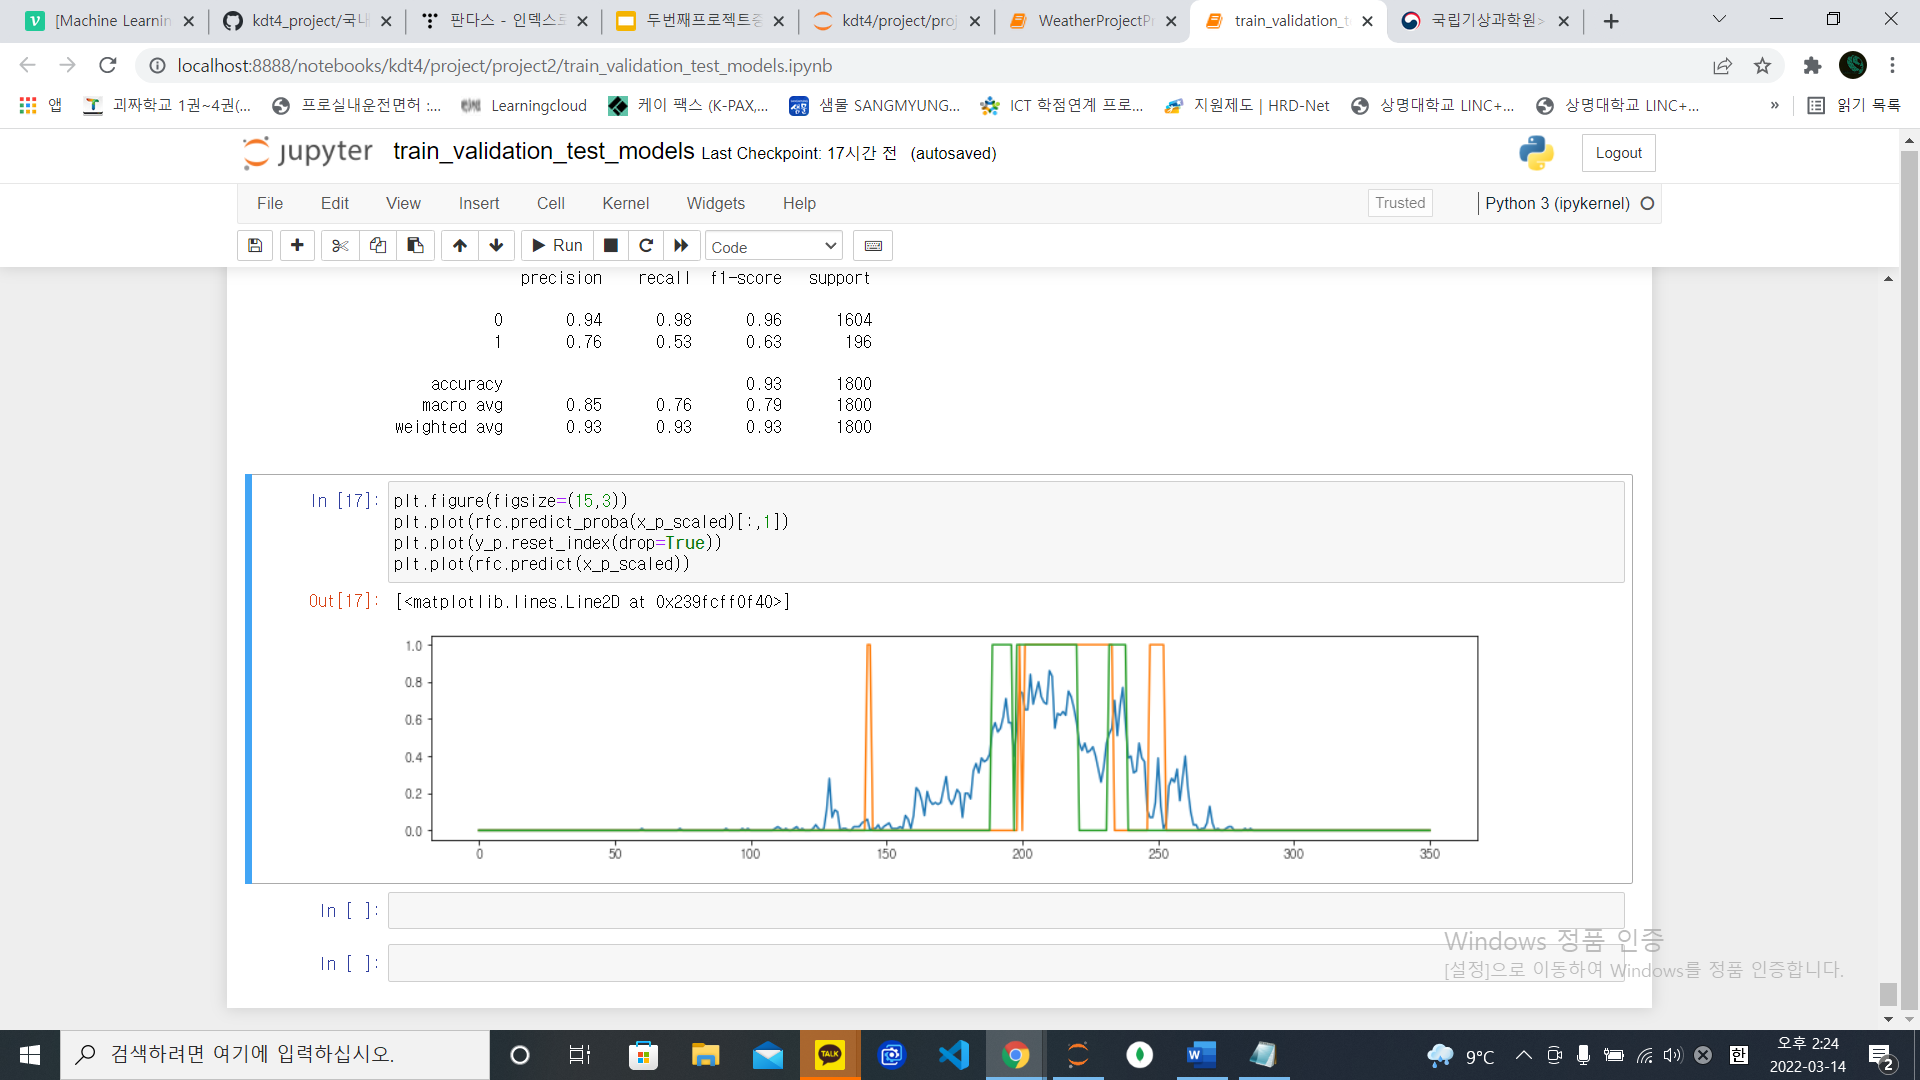 [Machine Learnin
kdt4_project/국내
판다스 - 인덱스로
두번째프로젝트중
kdt4/project/proj
WeatherProjectPr
train_validation_t
국립기상과학원>
localhost:8888/notebooks/kdt4/project/project2/train_validation_test_models.ipynb
앱
괴짜학교 1권~4권(...
프로실내운전면허 :...
Learningcloud
케이 팩스 (K-PAX,...
샘물 SANGMYUNG...
ICT 학점연계 프로...
지원제도 | HRD-Net
상명대학교 LINC+...
상명대학교 LINC+...
»
읽기 목록
jupyter train_validation_test_models Last Checkpoint: 17시간 전 (autosaved)
Logout
File Edit View Insert Cell Kernel Widgets Help
Trusted
Python 3 (ipykernel)
Run
Code
precision recall f1-score support
0 0.94 0.98 0.96 1604
1 0.76 0.53 0.63 196
accuracy 0.93 1800
macro avg 0.85 0.76 0.79 1800
weighted avg 0.93 0.93 0.93 1800
In [17]:
plt.figure(figsize=(15,3))
plt.plot(rfc.predict_proba(x_p_scaled)[:,1])
plt.plot(y_p.reset_index(drop=True))
plt.plot(rfc.predict(x_p_scaled))
Out[17]: [<matplotlib.lines.Line2D at 0x239fcff0f40>]
1.0
0.8
0.6
0.4
0.2
0.0
0 50 100 150 200 250 300 350
In [ ]:
In [ ]:
Windows 정품 인증
[설정]으로 이동하여 Windows를 정품 인증합니다.
검색하려면 여기에 입력하십시오.
TALK
9°C
한
오후 2:24
2022-03-14
2